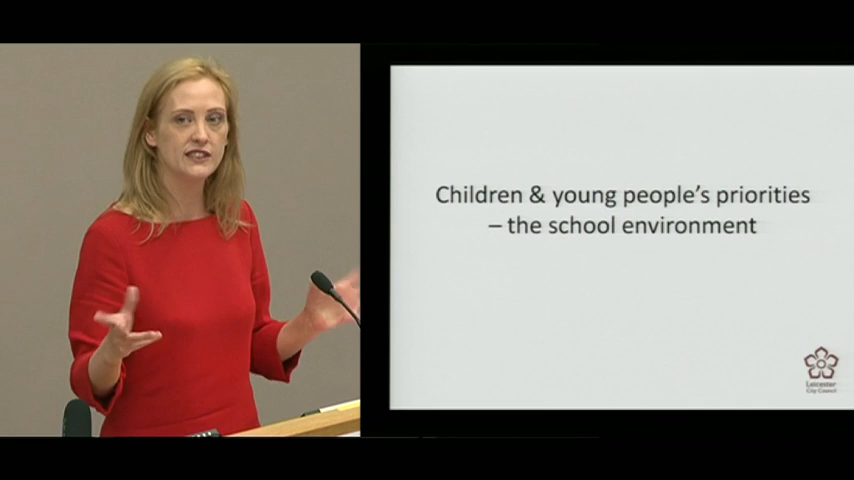 Children & young people's priorities
– the school environment
Leicester
City Council